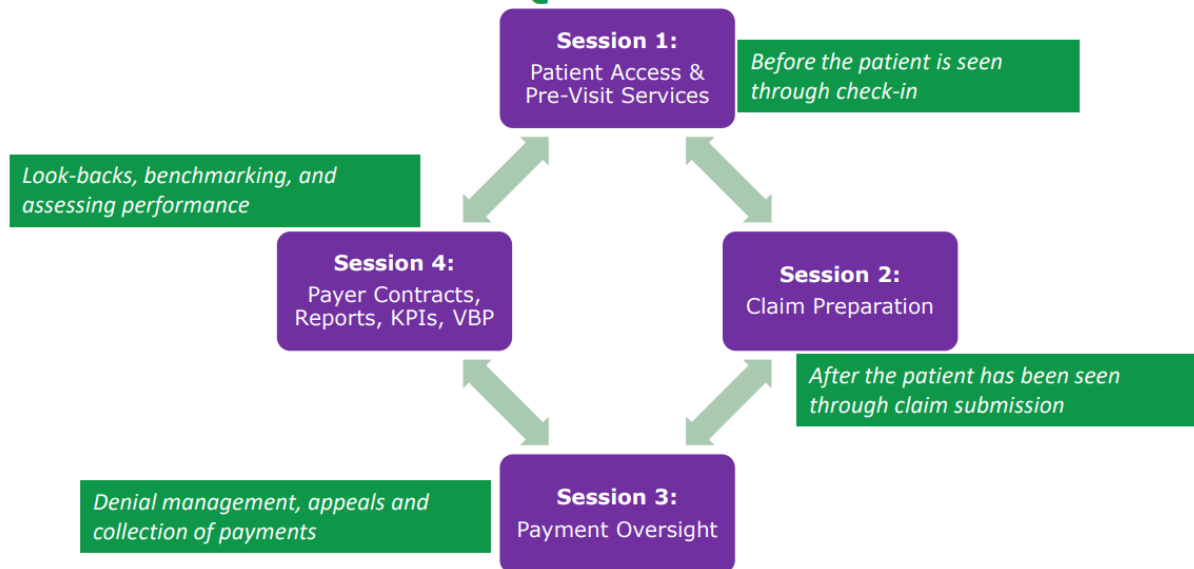 Session 1:
Patient Access &
Pre-Visit Services
Before the patient is seen
through check-in
Look-backs, benchmarking, and
assessing performance
Session 4:
Payer Contracts,
Reports, KPIs, VBP
Session 2:
Claim Preparation
After the patient has been seen
through claim submission
Denial management, appeals and
collection of payments
Session 3:
Payment Oversight